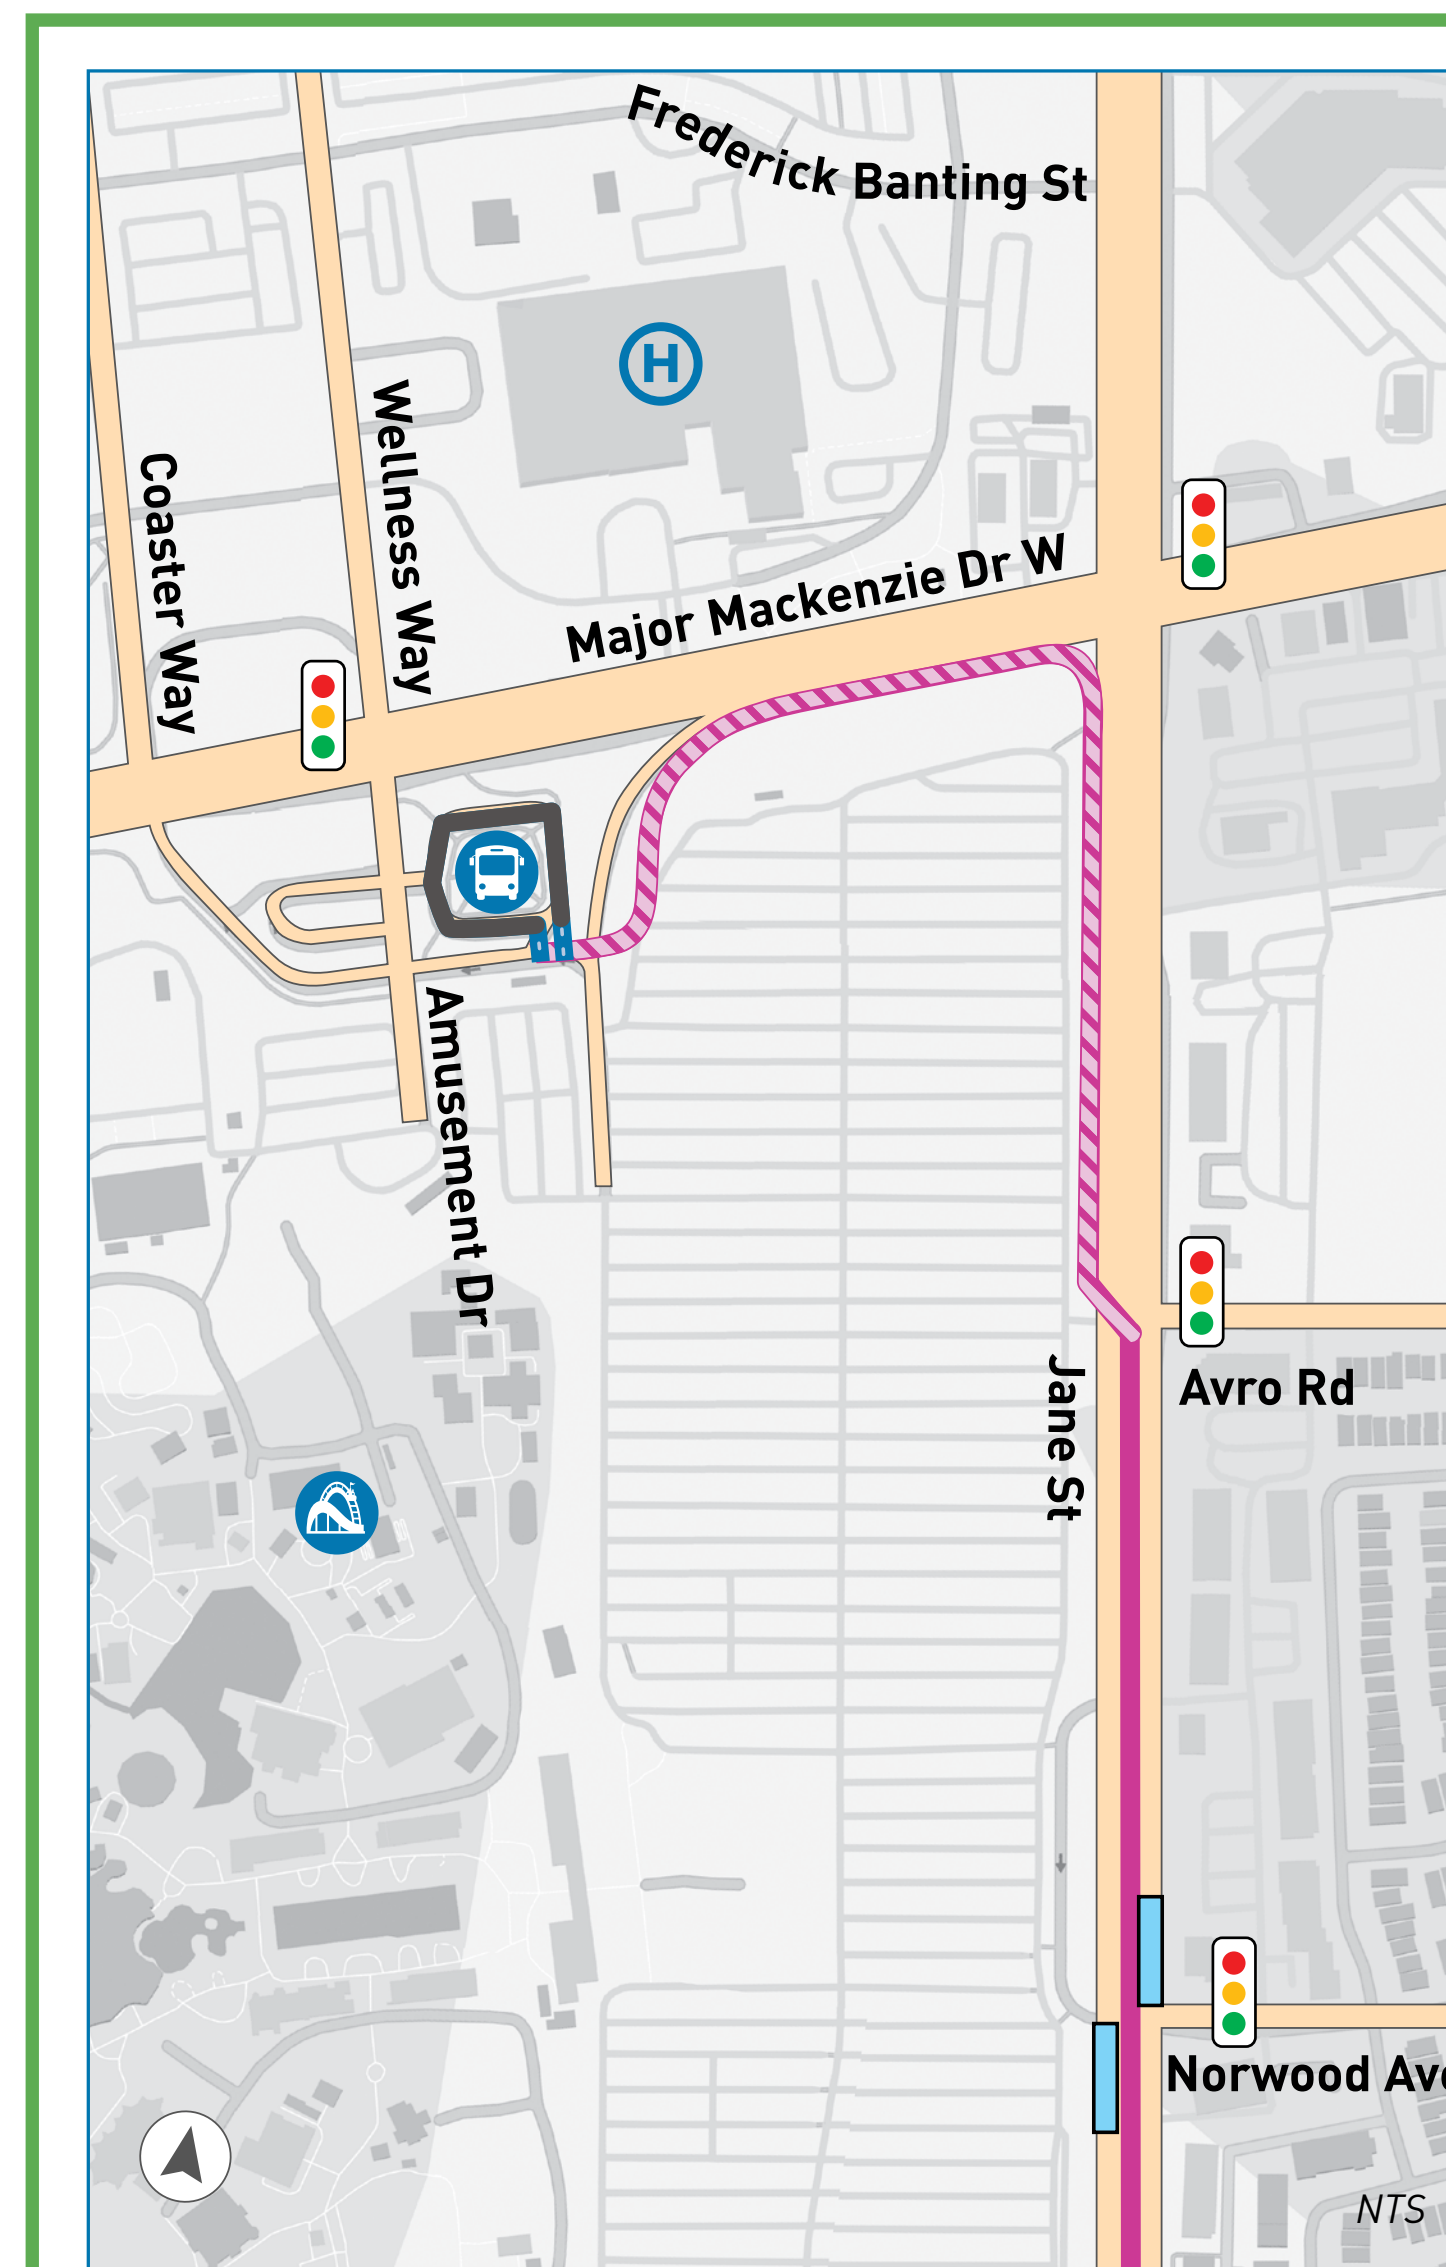 Frederick Banting St
H
Wellness Way
Coaster Way
Major Mackenzie Dr W
Amusement Dr
Jane St
Avro Rd
Norwood Ave
NTS